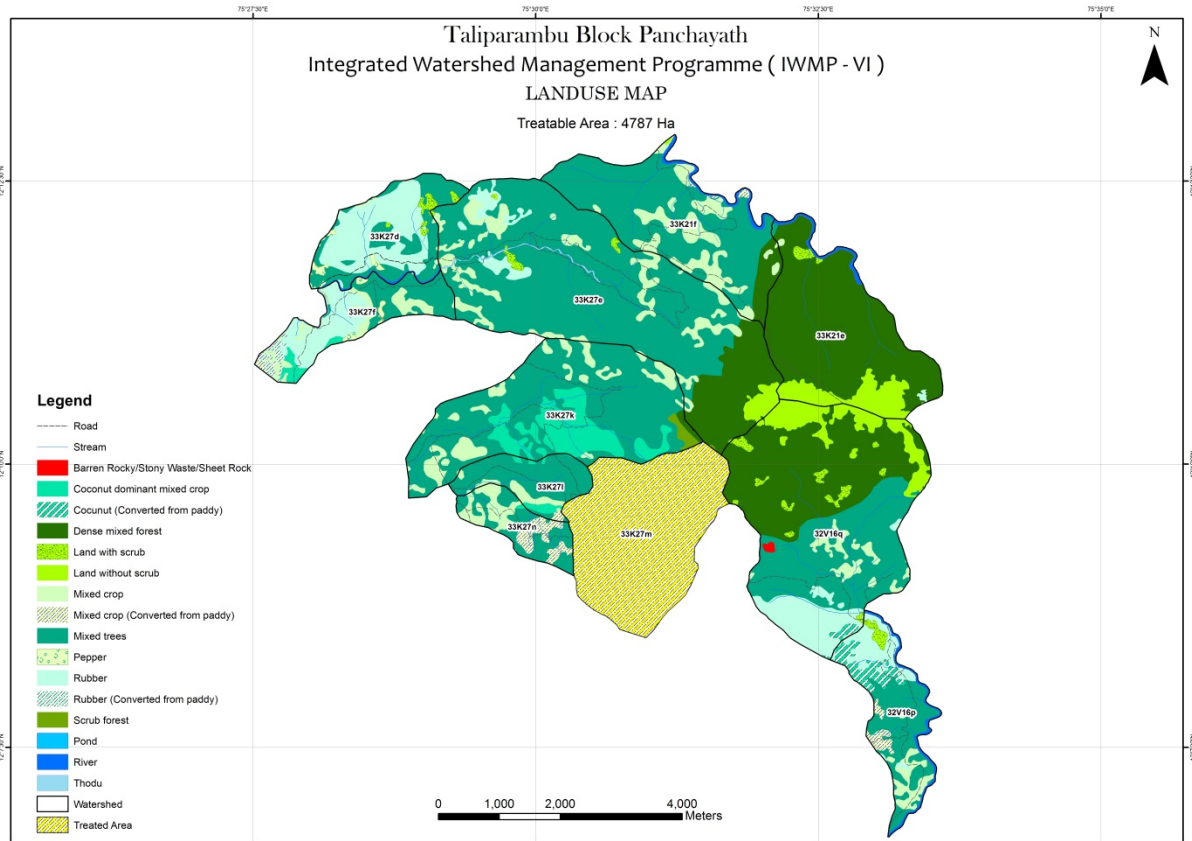 75°27'30"E
75°30'0"E
75°32'30"E
75°35'0"E
Taliparambu Block Panchayath
Integrated Watershed Management Programme ( IWMP - VI )
LANDUSE MAP
Treatable Area : 4787 Ha
N
33K27d
33K21f
33K27e
33K27f
33K21e
33K27k
33K27l
33K27n
33K27m
32V16q
32V16p
Legend
Road
Stream
Barren Rocky/Stony Waste/Sheet Rock
Coconut dominant mixed crop
Cocunut (Converted from paddy)
Dense mixed forest
Land with scrub
Land without scrub
Mixed crop
Mixed crop (Converted from paddy)
Mixed trees
Pepper
Rubber
Rubber (Converted from paddy)
Scrub forest
Pond
River
Thodu
Watershed
Treated Area
0 1,000 2,000 4,000
Meters